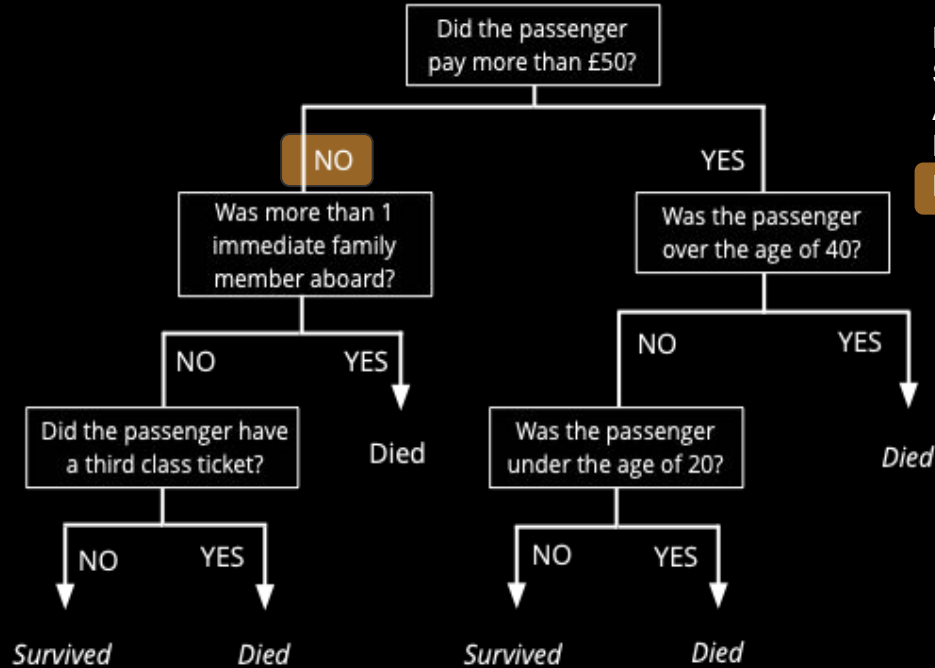 Did the passenger
pay more than £50?
NO
YES
Was more than 1
immediate family
member aboard?
Was the passenger
over the age of 40?
NO
YES
NO
YES
Did the passenger have
a third class ticket?
Died
Was the passenger
under the age of 20?
Died
NO
YES
NO
YES
Survived
Died
Survived
Died